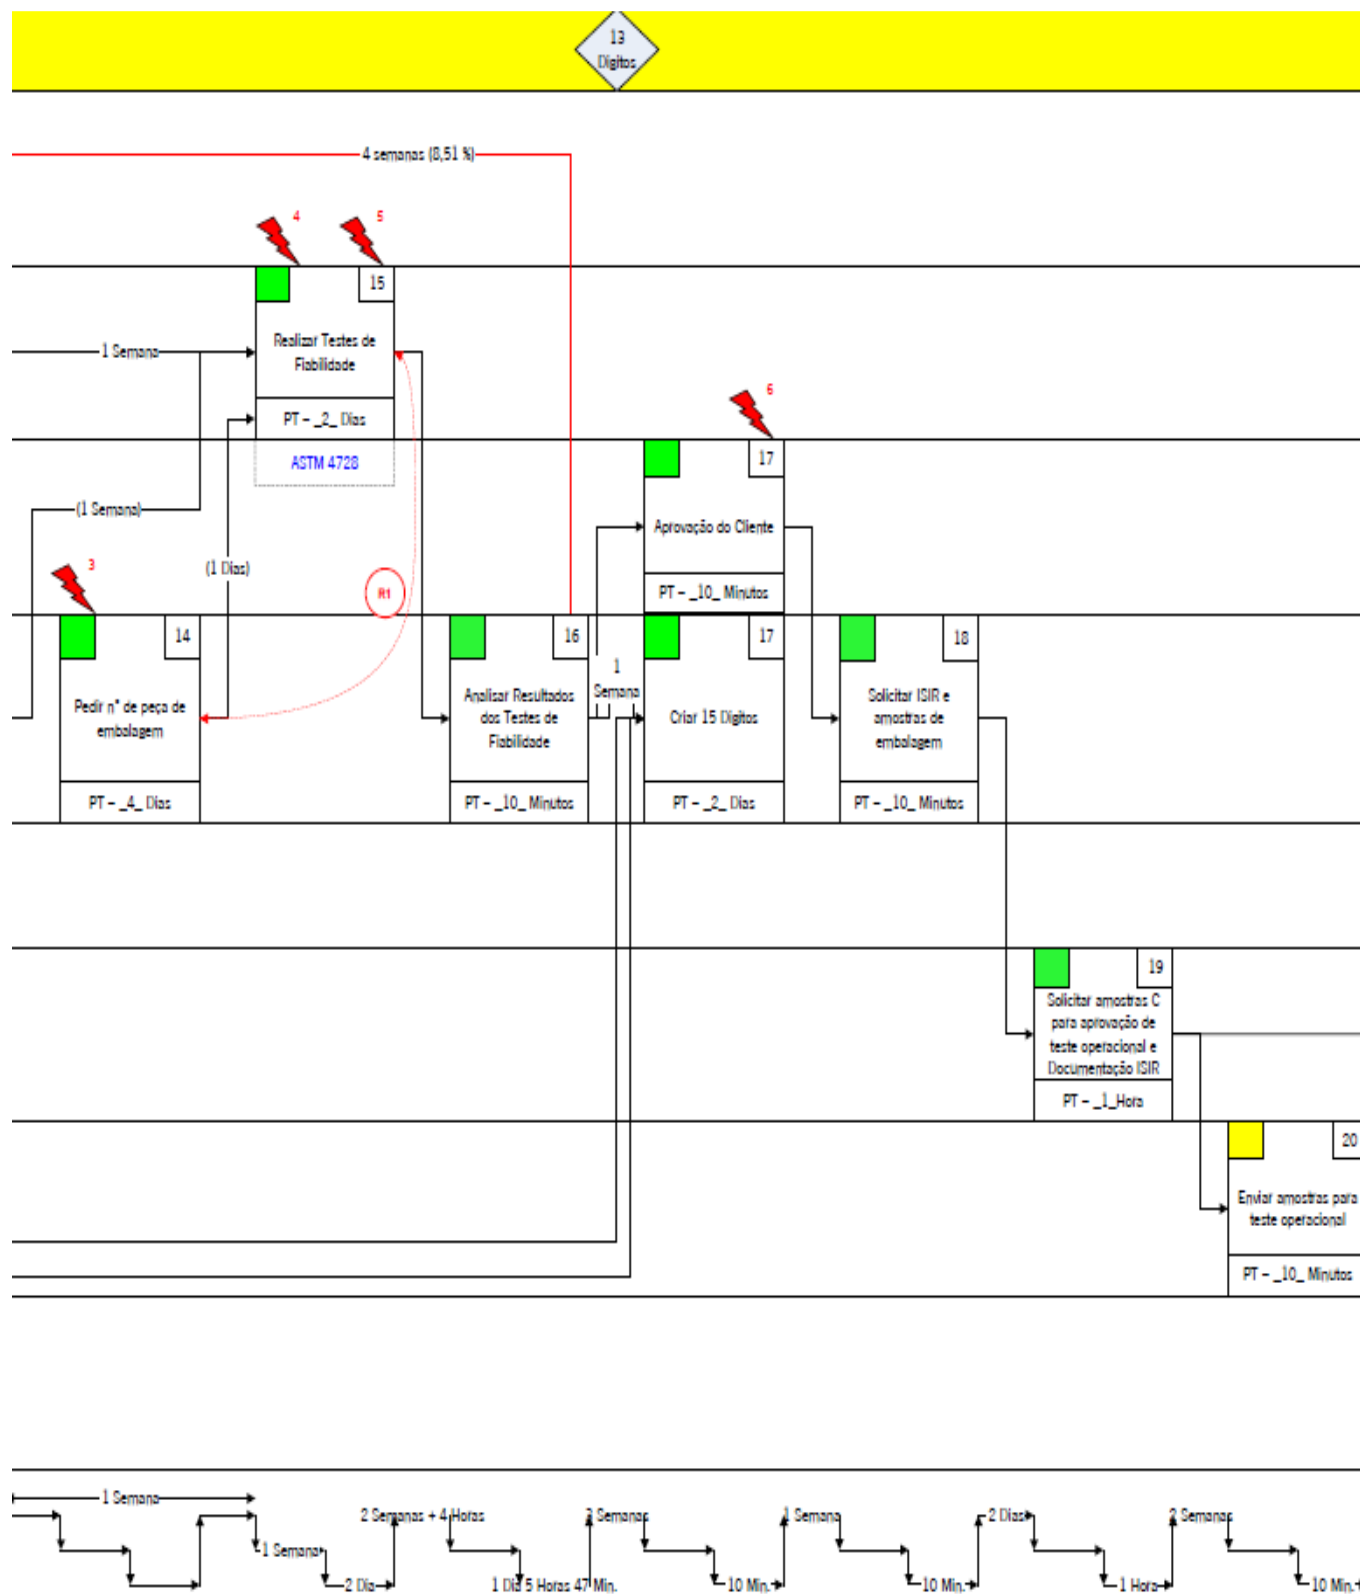 13
Dígitos
4 semanas (8,51 %)
4
5
15
Realizar Testes de
Fiabilidade
1 Semana
PT – _2_ Dias
ASTM 4728
6
17
(1 Semana)
Aprovação do Cliente
3
(1 Dias)
R1
PT – _10_ Minutos
14
16
17
18
1
Semana
Pedir n° de peça de
embalagem
Analisar Resultados
dos Testes de
Fiabilidade
Criar 15 Dígitos
Solicitar ISIR e
amostras de
embalagem
PT – _4_ Dias
PT – _10_ Minutos
PT – _2_ Dias
PT – _10_ Minutos
19
Solicitar amostras C
para aprovação de
teste operacional e
Documentação ISIR
PT – _1_Hora
20
Enviar amostras para
teste operacional
PT – _10_ Minutos
1 Semana
2 Semanas + 4 Horas
Semanas
1 Semana
2 Dias
2 Semanas
1 Semana
2 Dia
1 Dia 5 Horas 47 Min.
10 Min.
10 Min.
1 Hora
10 Min.